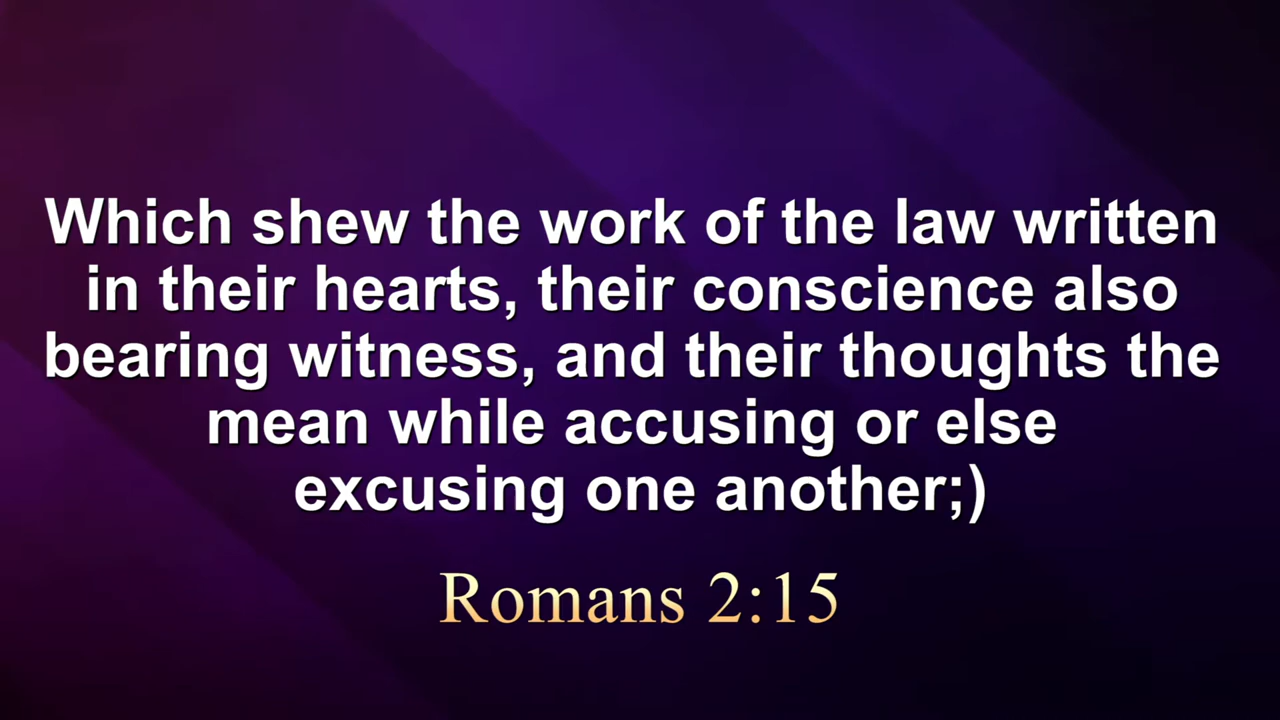 Which shew the work of the law written
in their hearts, their conscience also
bearing witness, and their thoughts the
mean while accusing or else
excusing one another;)
Romans 2:15